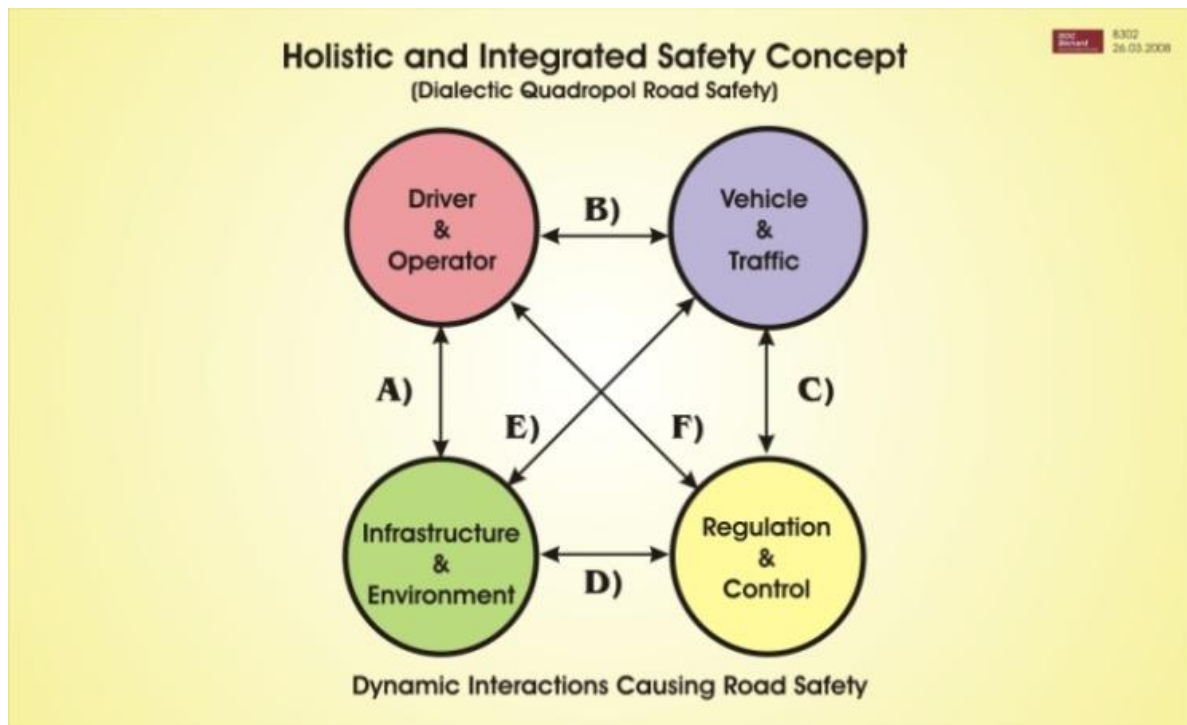 Holistic and Integrated Safety Concept
(Dialectic Quadropol Road Safety)
8302
26.03.2008
Driver
&
Operator
B)
Vehicle
&
Traffic
A)
C)
E)
F)
Infrastructure
&
Environment
D)
Regulation
&
Control
Dynamic Interactions Causing Road Safety